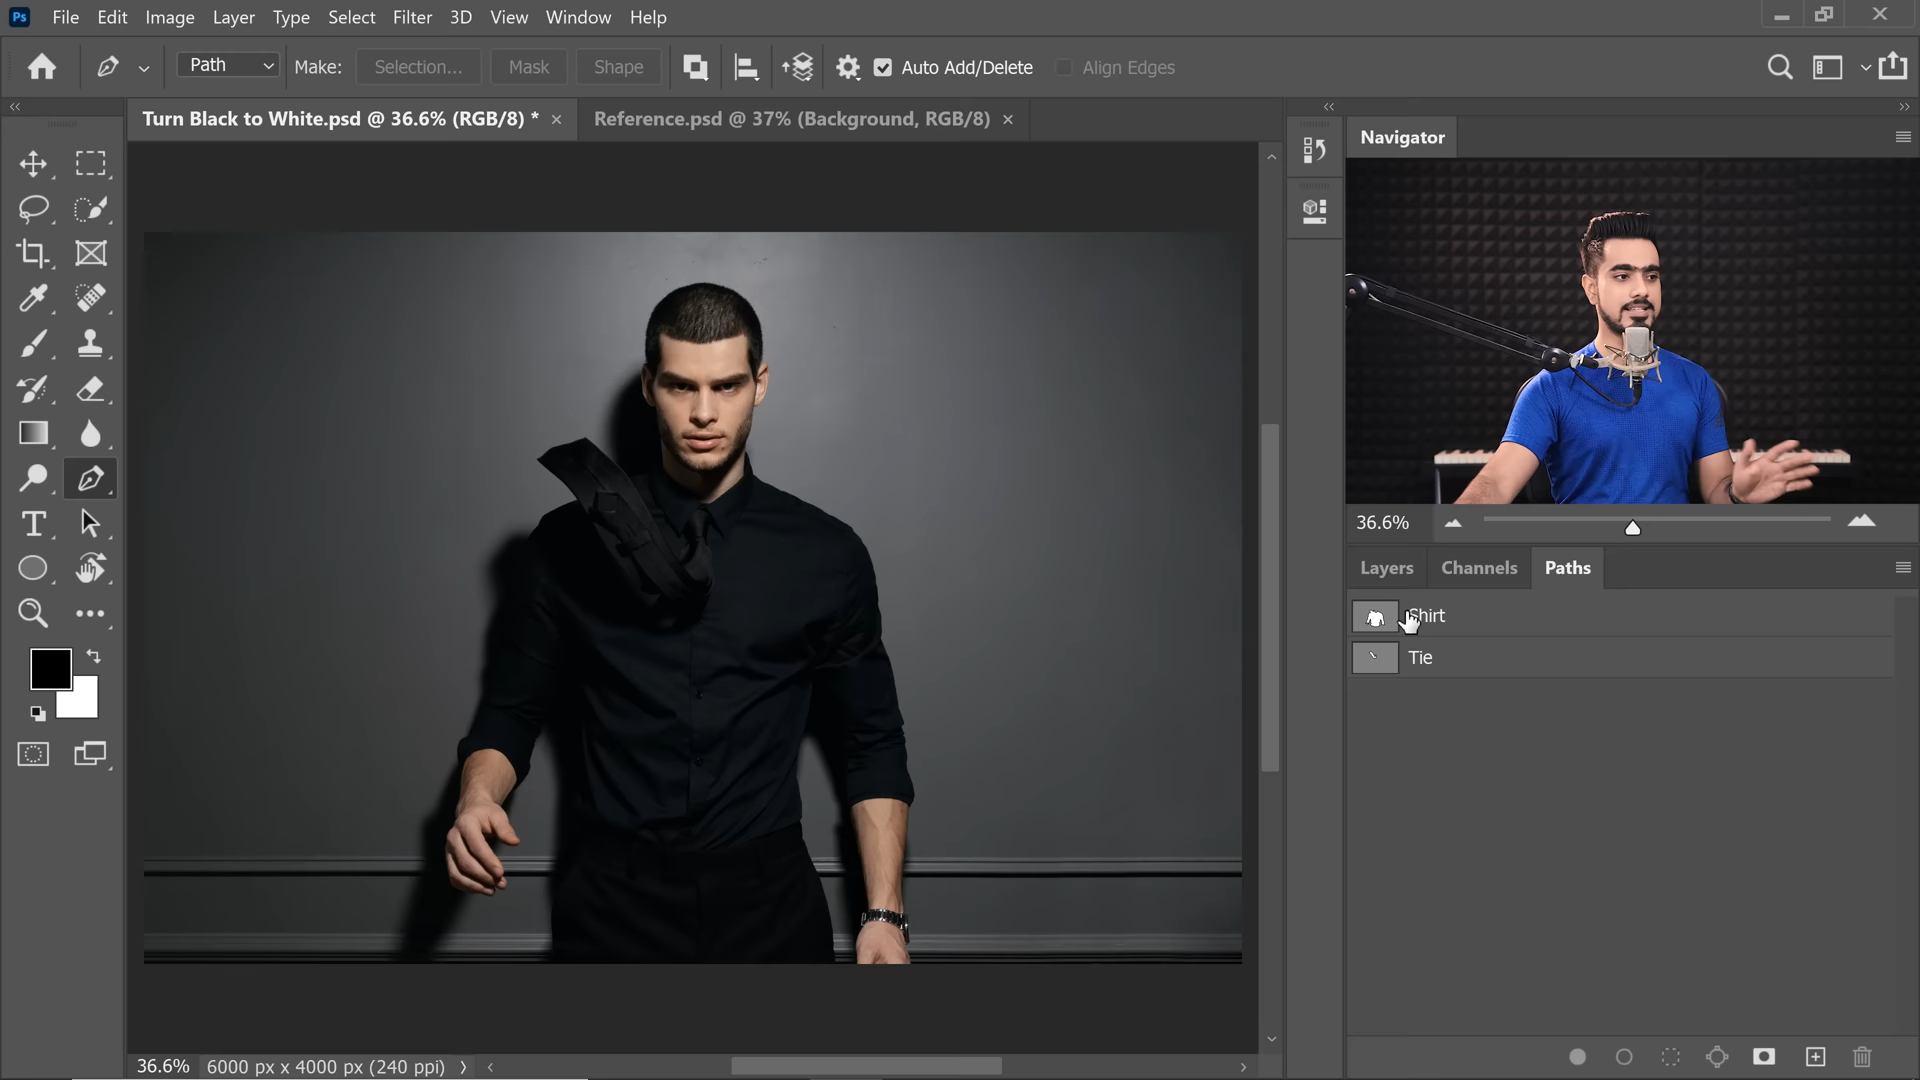 Ps File Edit Image Layer Type Select Filter 3D View Window Help
Path Make: Selection... Mask Shape Auto Add/Delete Align Edges
Turn Black to White.psd @ 36.6% (RGB/8) * × Reference.psd @ 37% (Background, RGB/8) ×
Navigator
36.6%
Layers Channels Paths
Shirt
Tie
T
36.6% 6000 px x 4000 px (240 ppi)